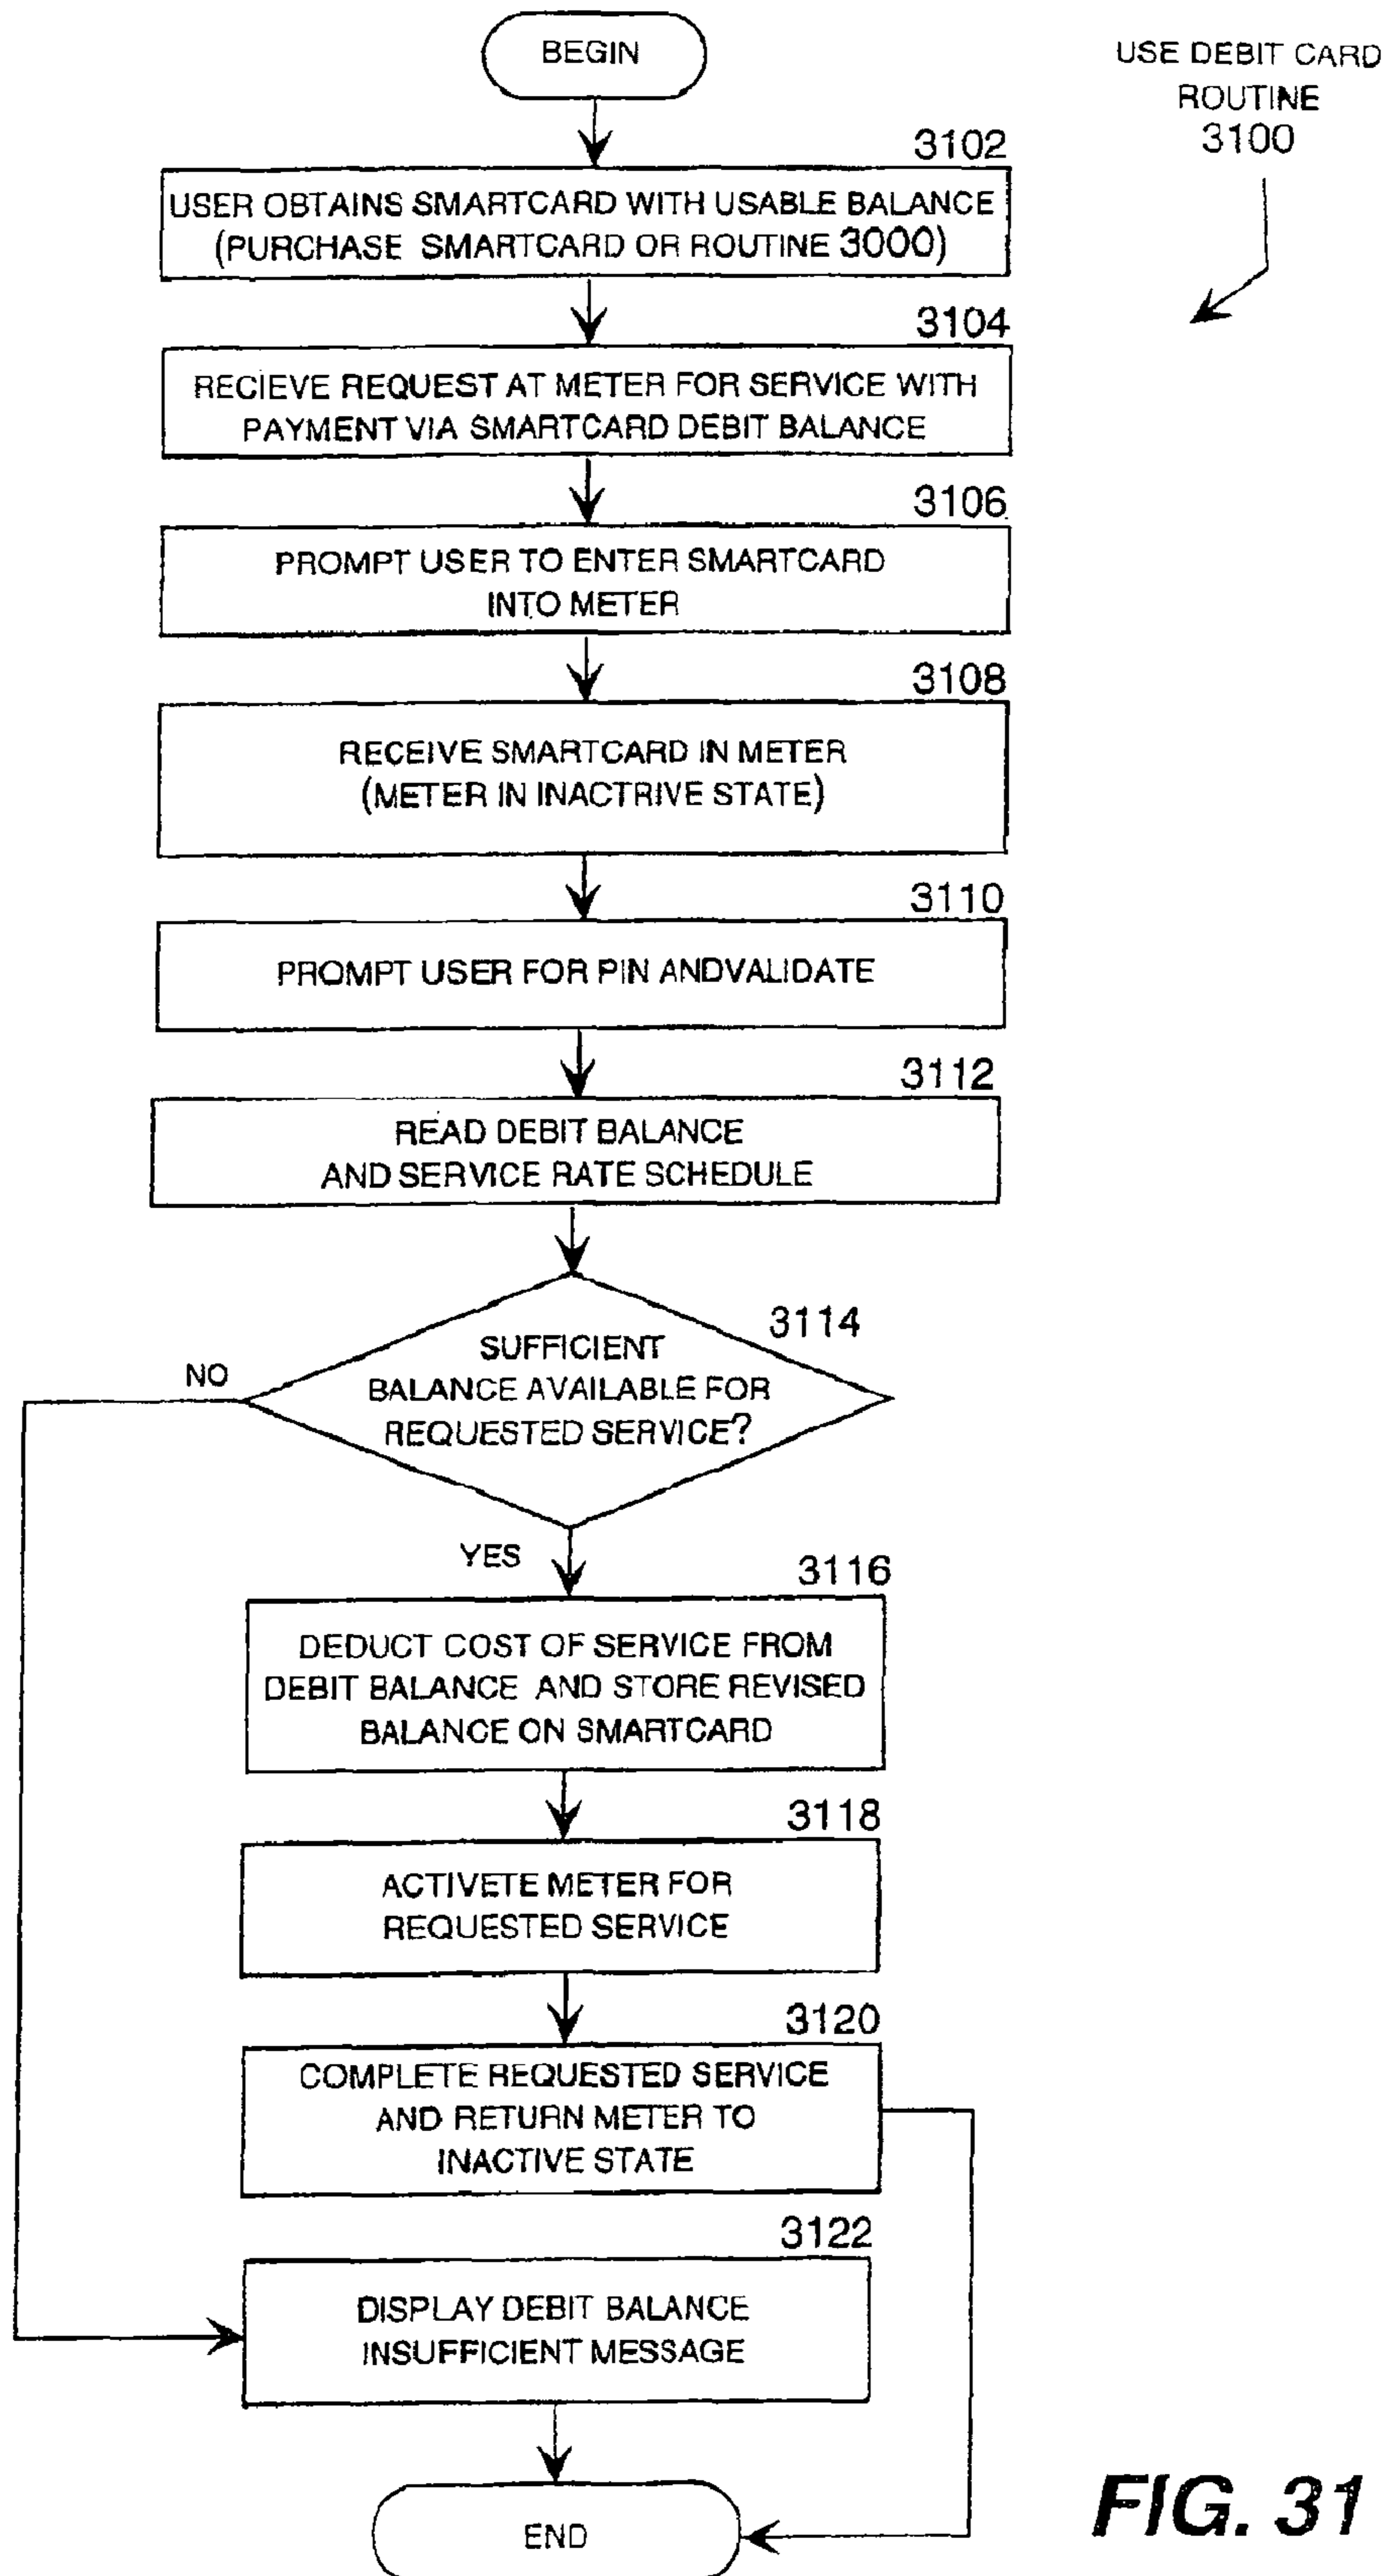 BEGIN
USE DEBIT CARD
ROUTINE
3100
3102
USER OBTAINS SMARTCARD WITH USABLE BALANCE
(PURCHASE SMARTCARD OR ROUTINE 3000)
3104
RECIEVE REQUEST AT METER FOR SERVICE WITH
PAYMENT VIA SMARTCARD DEBIT BALANCE
3106
PROMPT USER TO ENTER SMARTCARD
INTO METER
3108
RECEIVE SMARTCARD IN METER
(METER IN INACTRIVE STATE)
3110
PROMPT USER FOR PIN ANDVALIDATE
3112
READ DEBIT BALANCE
AND SERVICE RATE SCHEDULE
3114
SUFFICIENT
BALANCE AVAILABLE FOR
REQUESTED SERVICE?
NO
YES
3116
DEDUCT COST OF SERVICE FROM
DEBIT BALANCE AND STORE REVISED
BALANCE ON SMARTCARD
3118
ACTIVETE METER FOR
REQUESTED SERVICE
3120
COMPLETE REQUESTED SERVICE
AND RETURN METER TO
INACTIVE STATE
3122
DISPLAY DEBIT BALANCE
INSUFFICIENT MESSAGE
END
FIG. 31